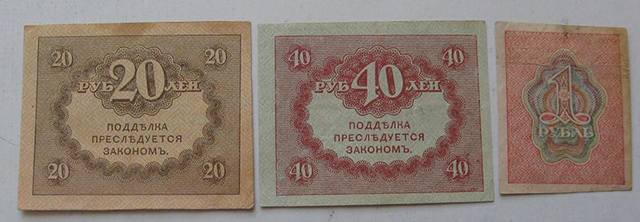 20 20
РУБ 20 ЛЕЙ
ПОДДѢЛКА
ПРЕСЛѢДУЕТСЯ
ЗАКОНОМЪ.
20 20
40 40
РУБ 40 ЛЕЙ
ПОДДѢЛКА
ПРЕСЛѢДУЕТСЯ
ЗАКОНОМЪ.
40 40
1
РУБЛЬ